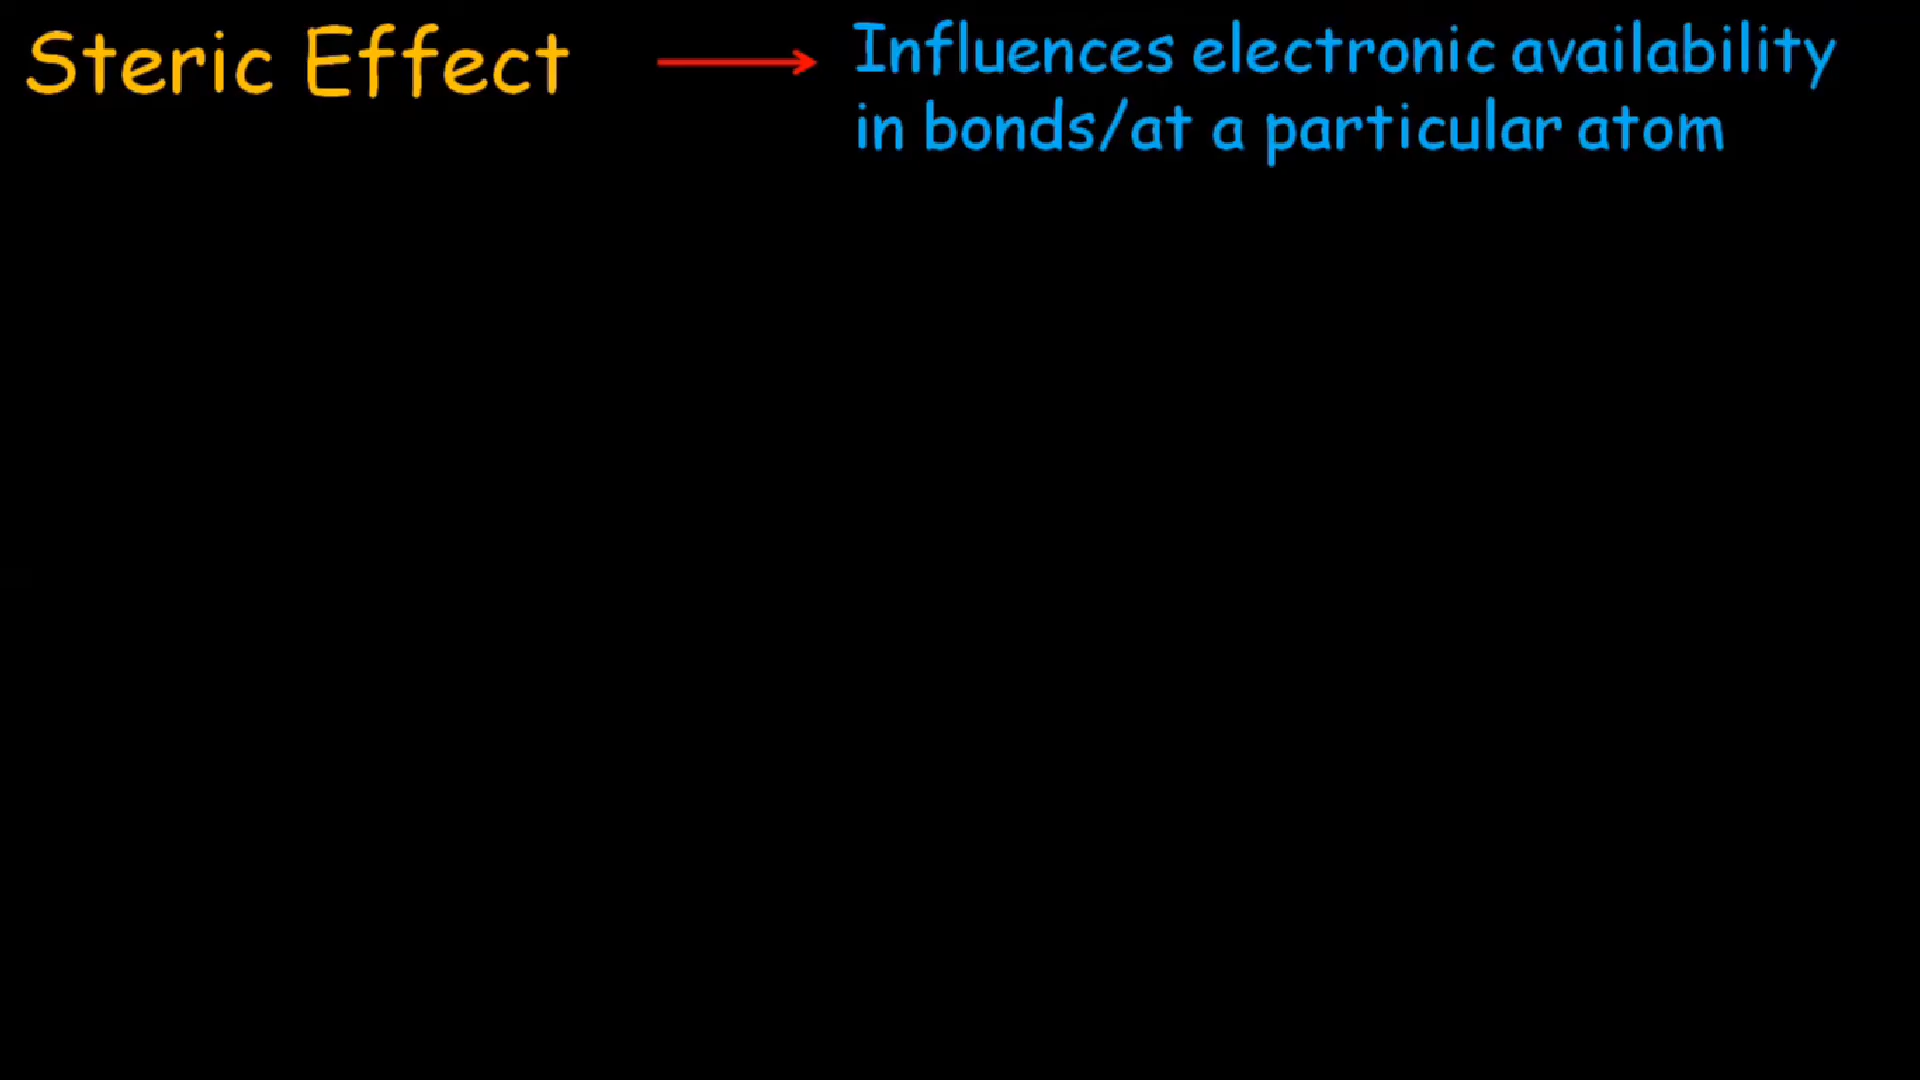 Steric Effect
Influences electronic availability
in bonds/at a particular atom